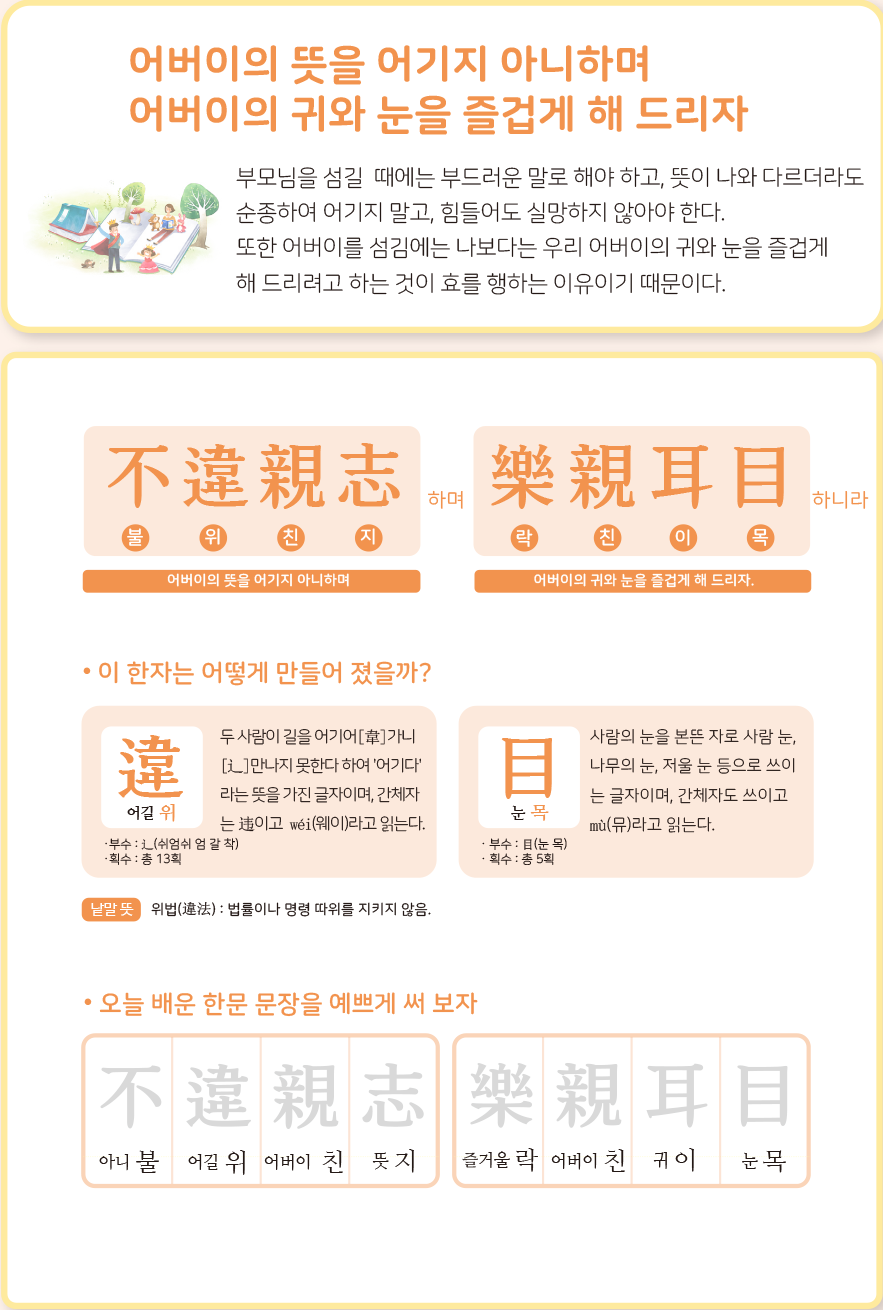 어버이의 뜻을 어기지 아니하며
어버이의 귀와 눈을 즐겁게 해 드리자
부모님을 섬길 때에는 부드러운 말로 해야 하고, 뜻이 나와 다르더라도
순종하여 어기지 말고, 힘들어도 실망하지 않아야 한다.
또한 어버이를 섬김에는 나보다는 우리 어버이의 귀와 눈을 즐겁게
해 드리려고 하는 것이 효를 행하는 이유이기 때문이다.
不違親志 하며
불 위 친 지
어버이의 뜻을 어기지 아니하며
樂親耳目 하니라
락 친 이 목
어버이의 귀와 눈을 즐겁게 해 드리자.
• 이 한자는 어떻게 만들어 졌을까?
違
어길 위
두 사람이 길을 어기어[韋]가니
[辶]만나지 못한다 하여 '어기다'
라는 뜻을 가진 글자이며, 간체자
는 违이고 wéi(웨이)라고 읽는다.
·부수 : 辶(쉬엄쉬 엄 갈 착)
·획수 : 총 13획
目
눈 목
사람의 눈을 본뜬 자로 사람 눈,
나무의 눈, 저울 눈 등으로 쓰이
는 글자이며, 간체자도 쓰이고
mù(뮤)라고 읽는다.
· 부수 : 目(눈 목)
· 획수 : 총 5획
낱말 뜻 위법(違法) : 법률이나 명령 따위를 지키지 않음.
• 오늘 배운 한문 문장을 예쁘게 써 보자
不 違 親 志
아니 불 어길 위 어버이 친 뜻 지
樂 親 耳 目
즐거울 락 어버이 친 귀 이 눈 목